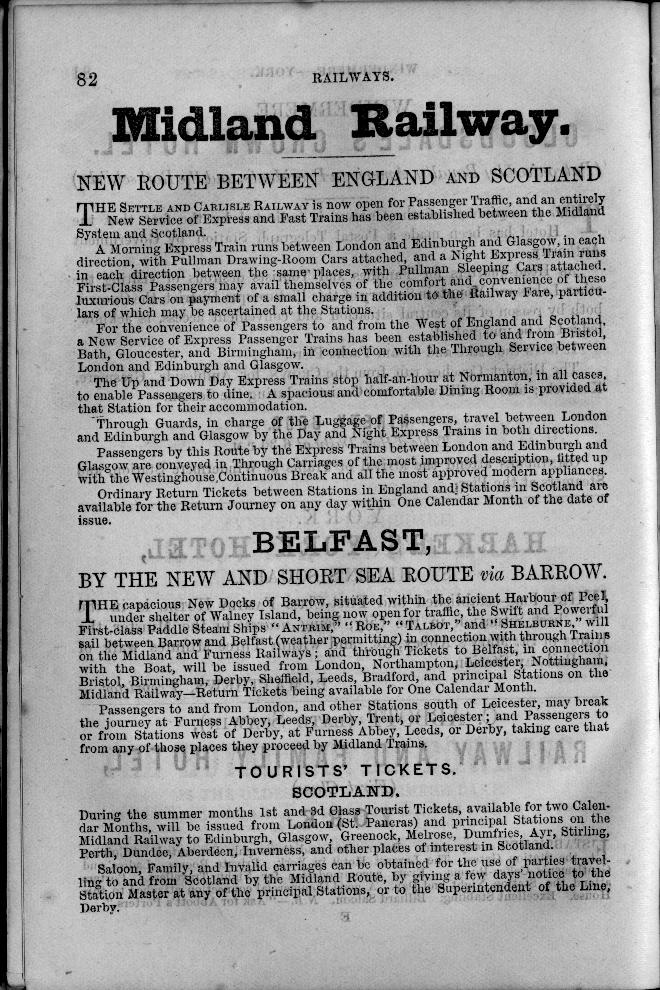 82
RAILWAYS.
Midland Railway.
NEW ROUTE BETWEEN ENGLAND AND SCOTLAND
THE SETTLE AND CARLISLE RAILWAY is now open for Passenger Traffic, and an entirely
New Service of Express and Fast Trains has been established between the Midland
System and Scotland.
A Morning Express Train runs between London and Edinburgh and Glasgow, in each
direction, with Pullman Drawing-Room Cars attached, and a Night Express Train runs
in each direction between the same places, with Pullman Sleeping Cars attached.
First-Class Passengers may avail themselves of the comfort and convenience of these
luxurious Cars on payment of a small charge in addition to the Railway Fare, particu-
lars of which may be ascertained at the Stations.
For the convenience of Passengers to and from the West of England and Scotland,
a New Service of Express Passenger Trains has been established to and from Bristol,
Bath, Gloucester, and Birmingham, in connection with the Through Service between
London and Edinburgh and Glasgow.
The Up and Down Day Express Trains stop half-an-hour at Normanton, in all cases,
to enable Passengers to dine. A spacious and comfortable Dining Room is provided at
that Station for their accommodation.
Through Guards, in charge of the Luggage of Passengers, travel between London
and Edinburgh and Glasgow by the Day and Night Express Trains in both directions.
Passengers by this Route by the Express Trains between London and Edinburgh and
Glasgow are conveyed in Through Carriages of the most improved description, fitted up
with the Westinghouse Continuous Break and all the most approved modern appliances.
Ordinary Return Tickets between Stations in England and Stations in Scotland are
available for the Return Journey on any day within One Calendar Month of the date of
issue.
BELFAST,
BY THE NEW AND SHORT SEA ROUTE via BARROW.
THE capacious New Docks of Barrow, situated within the ancient Harbour of Peel,
under shelter of Walney Island, being now open for traffic, the Swift and Powerful
First-class Paddle Steam Ships "ANTRIM," "ROE," "TALBOT," and "SHELBURNE," will
sail between Barrow and Belfast (weather permitting) in connection with through Trains
on the Midland and Furness Railways; and through Tickets to Belfast, in connection
with the Boat, will be issued from London, Northampton, Leicester, Nottingham,
Bristol, Birmingham, Derby, Sheffield, Leeds, Bradford, and principal Stations on the
Midland Railway—Return Tickets being available for One Calendar Month.
Passengers to and from London, and other Stations south of Leicester, may break
the journey at Furness Abbey, Leeds, Derby, Trent, or Leicester; and Passengers to
or from Stations west of Derby, at Furness Abbey, Leeds, or Derby, taking care that
from any of those places they proceed by Midland Trains.
TOURISTS' TICKETS.
SCOTLAND.
During the summer months 1st and 3d Class Tourist Tickets, available for two Calen-
dar Months, will be issued from London (St. Pancras) and principal Stations on the
Midland Railway to Edinburgh, Glasgow, Greenock, Melrose, Dumfries, Ayr, Stirling,
Perth, Dundee, Aberdeen, Inverness, and other places of interest in Scotland.
Saloon, Family, and Invalid carriages can be obtained for the use of parties travel-
ling to and from Scotland by the Midland Route, by giving a few days' notice to the
Station Master at any of the principal Stations, or to the Superintendent of the Line,
Derby.